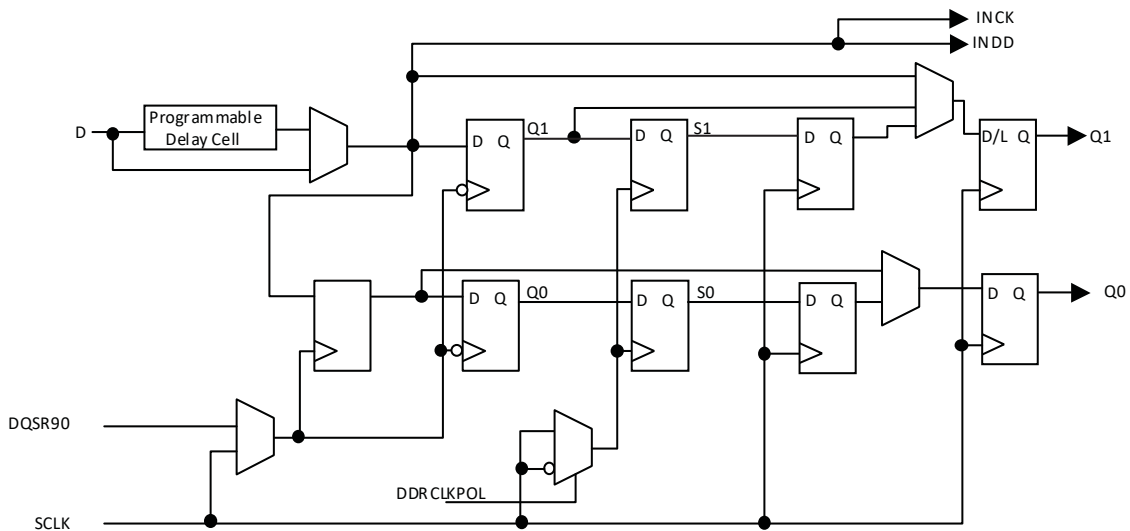 INCK
INDD
Programmable
Delay Cell
D
D Q
Q1
D Q
S1
D Q
D/L Q
Q1
D Q
Q0
D Q
S0
D Q
D Q
Q0
DQSR90
DDRCLKPOL
SCLK